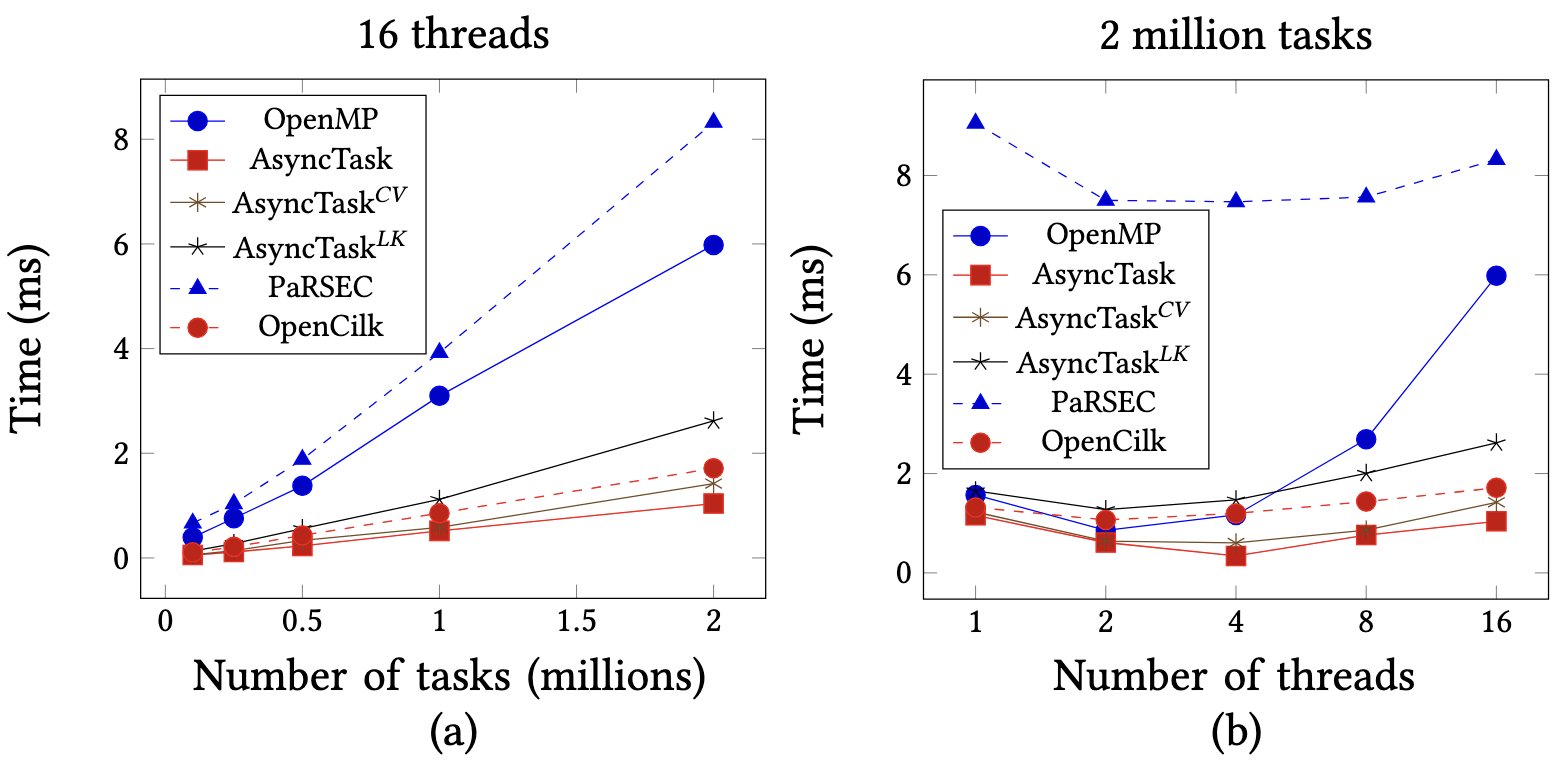 16 threads
Time (ms)
8
6
4
2
0
OpenMP
AsyncTask
AsyncTask^CV
AsyncTask^LK
PaRSEC
OpenCilk
0 0.5 1 1.5 2
Number of tasks (millions)
(a)
2 million tasks
Time (ms)
8
6
4
2
0
OpenMP
AsyncTask
AsyncTask^CV
AsyncTask^LK
PaRSEC
OpenCilk
1 2 4 8 16
Number of threads
(b)